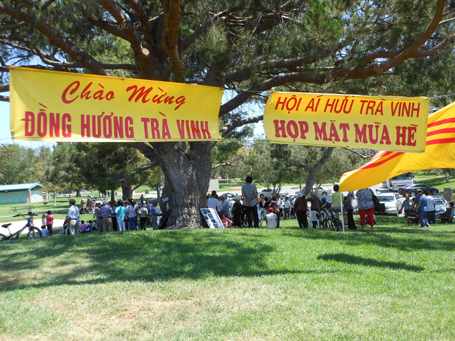 Chào Mừng
ĐỒNG HƯƠNG TRÀ VINH
HỘI ÁI HỮU TRÀ VINH
HỌP MẶT MÙA HÈ